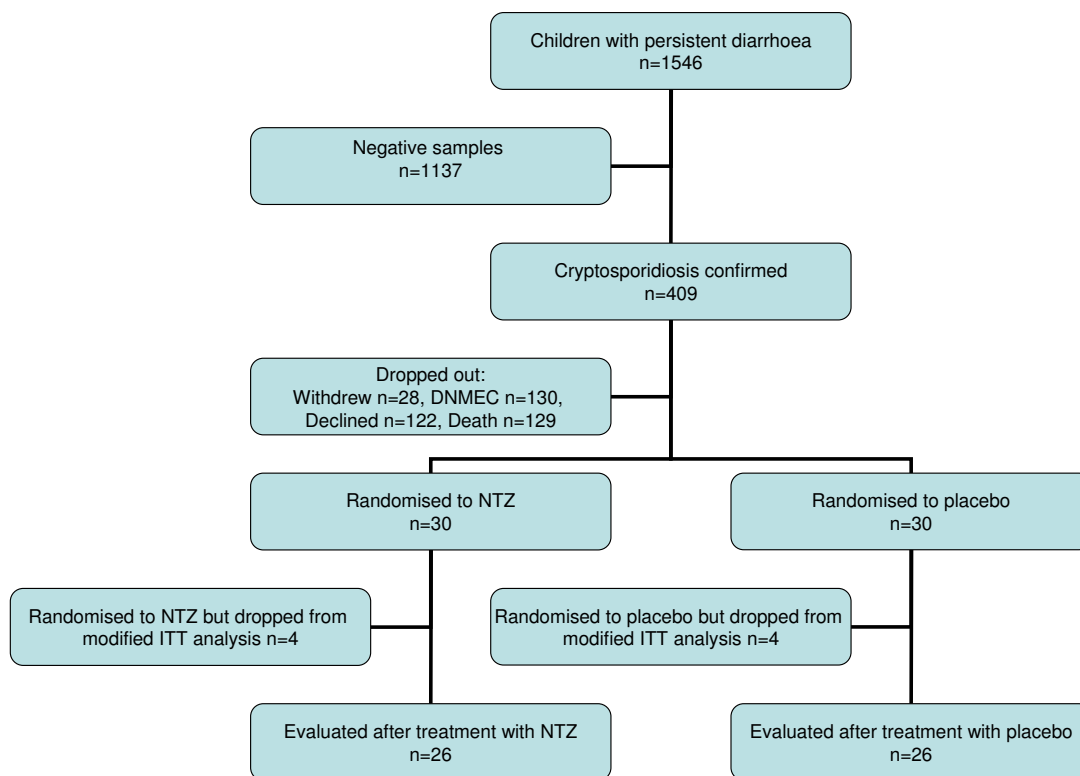 Children with persistent diarrhoea
n=1546
Negative samples
n=1137
Cryptosporidiosis confirmed
n=409
Dropped out:
Withdrew n=28, DNMEC n=130,
Declined n=122, Death n=129
Randomised to NTZ
n=30
Randomised to placebo
n=30
Randomised to NTZ but dropped from
modified ITT analysis n=4
Randomised to placebo but dropped from
modified ITT analysis n=4
Evaluated after treatment with NTZ
n=26
Evaluated after treatment with placebo
n=26